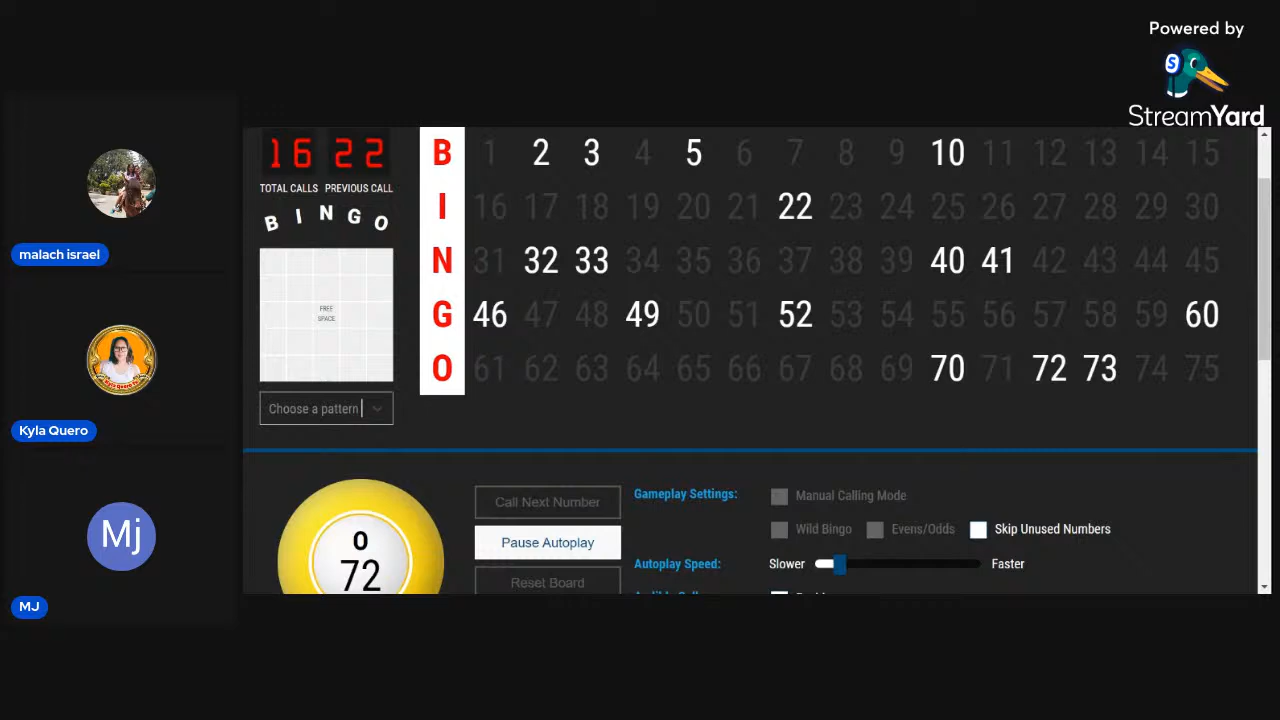 Powered by
S
StreamYard
malach israel
Kyla Quero
Mj
MJ
16 22
TOTAL CALLS PREVIOUS CALL
B I N G O
FREE
SPACE
Choose a pattern
B 1 2 3 4 5 6 7 8 9 10 11 12 13 14 15
I 16 17 18 19 20 21 22 23 24 25 26 27 28 29 30
N 31 32 33 34 35 36 37 38 39 40 41 42 43 44 45
G 46 47 48 49 50 51 52 53 54 55 56 57 58 59 60
O 61 62 63 64 65 66 67 68 69 70 71 72 73 74 75
O
72
Call Next Number
Pause Autoplay
Reset Board
Gameplay Settings: Manual Calling Mode
Wild Bingo Evens/Odds Skip Unused Numbers
Autoplay Speed: Slower Faster